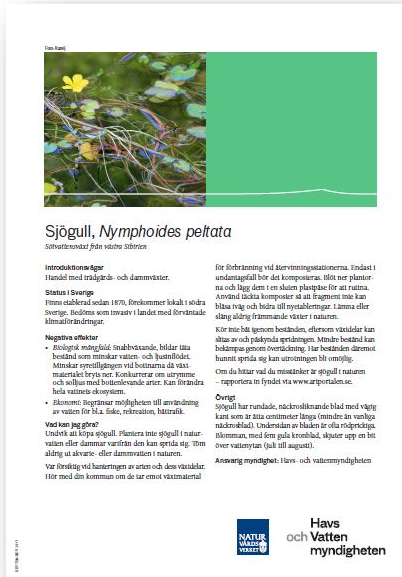 Sjögull, Nymphoides peltata
Sötvattensväxt från västra Sibirien
Introduktionsvägar
Handel med trädgårds- och dammväxter.
Status i Sverige
Finns etablerad sedan 1870, förekommer lokalt i södra
Sverige. Bedöms som invasiv i landet med förväntade
klimatförändringar.
Negativa effekter
• Biologisk mångfald: Snabbväxande, bildar täta
bestånd som minskar vatten- och ljusinflödet.
Minskar syretillgången vid bottnarna då växt-
materialet bryts ner. Konkurrerar om utrymme
och solljus med bottenlevande arter. Kan förändra
hela vattnets ekosystem.
• Ekonomi: Begränsar möjligheten till användning
av vatten för bl.a. fiske, rekreation, båttrafik.
Vad kan jag göra?
Undvik att köpa sjögull. Plantera inte sjögull i natur-
vatten eller dammar varifrån den kan sprida sig. Töm
aldrig ut akvarie- eller dammvatten i naturen.
Var försiktig vid hanteringen av arten och dess växtdelar.
Hör med din kommun om de tar emot växtmaterial
för förbränning vid återvinningsstationerna. Endast i
undantagsfall bör det komposteras. Blöt ner plantor-
na och lägg dem i en sluten plastpåse för att ruttna.
Använd täckta komposter så att fragment inte kan
blåsa iväg och bidra till nyetableringar. Lämna eller
släng aldrig främmande växter i naturen.
Kör inte båt igenom bestånden, eftersom växtdelar kan
slitas av och påskynda spridningen. Mindre bestånd kan
bekämpas genom övertäckning. Har bestånden däremot
hunnit sprida sig kan utrotningen bli omöjlig.
Om du hittar vad du misstänker är sjögull i naturen
– rapportera in fyndet via www.artportalen.se.
Övrigt
Sjögull har rundade, näckrosliknande blad med vågig
kant som är åtta centimeter långa (mindre än vanliga
näckrosblad). Undersidan av bladen är ofta rödprickiga.
Blomman, med fem gula kronblad, skjuter upp en bit
över vattenytan (juli till augusti).
Ansvarig myndighet: Havs- och vattenmyndigheten
NATUR
VÅRDS
VERKET
Havs
och Vatten
myndigheten